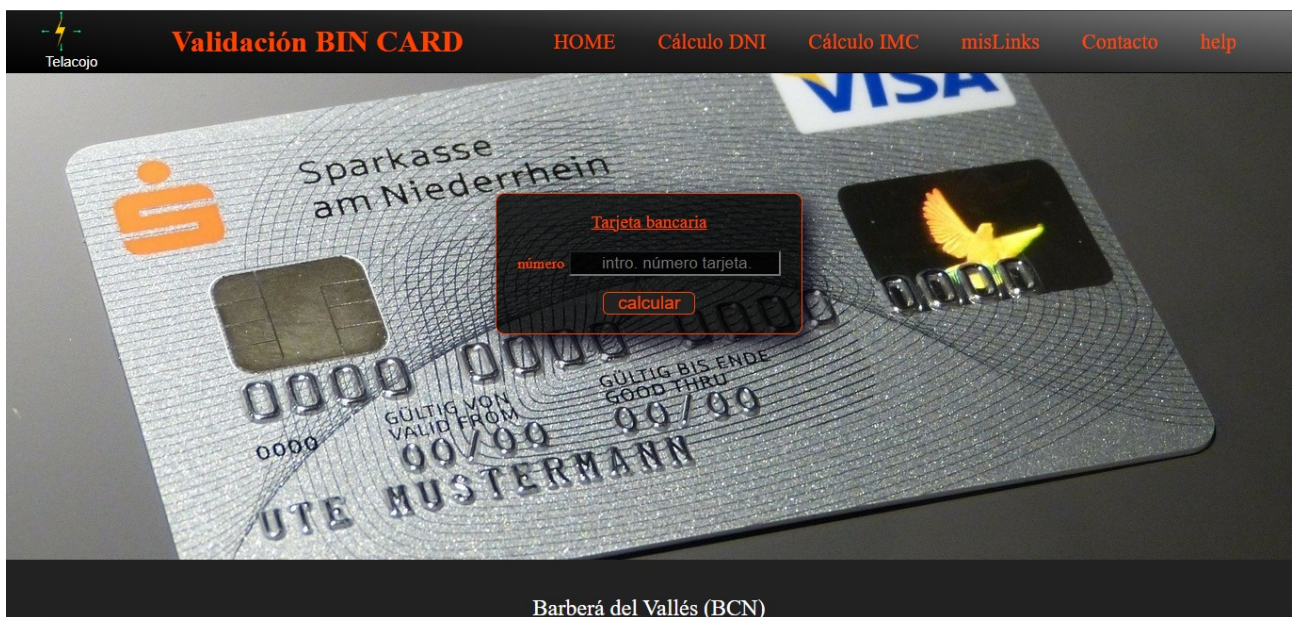 Telacojo
Validación BIN CARD
HOME
Cálculo DNI
Cálculo IMC
misLinks
Contacto
help
VISA
Sparkasse
am Niederrhein
Tarjeta bancaria
número
intro. número tarjeta.
calcular
0000 0000 0000 0000
GÜLTIG VON
VALID FROM
GÜLTIG BIS ENDE
GOOD THRU
0000
00/00
00/00
UTE MUSTERMANN
Barberá del Vallés (BCN)